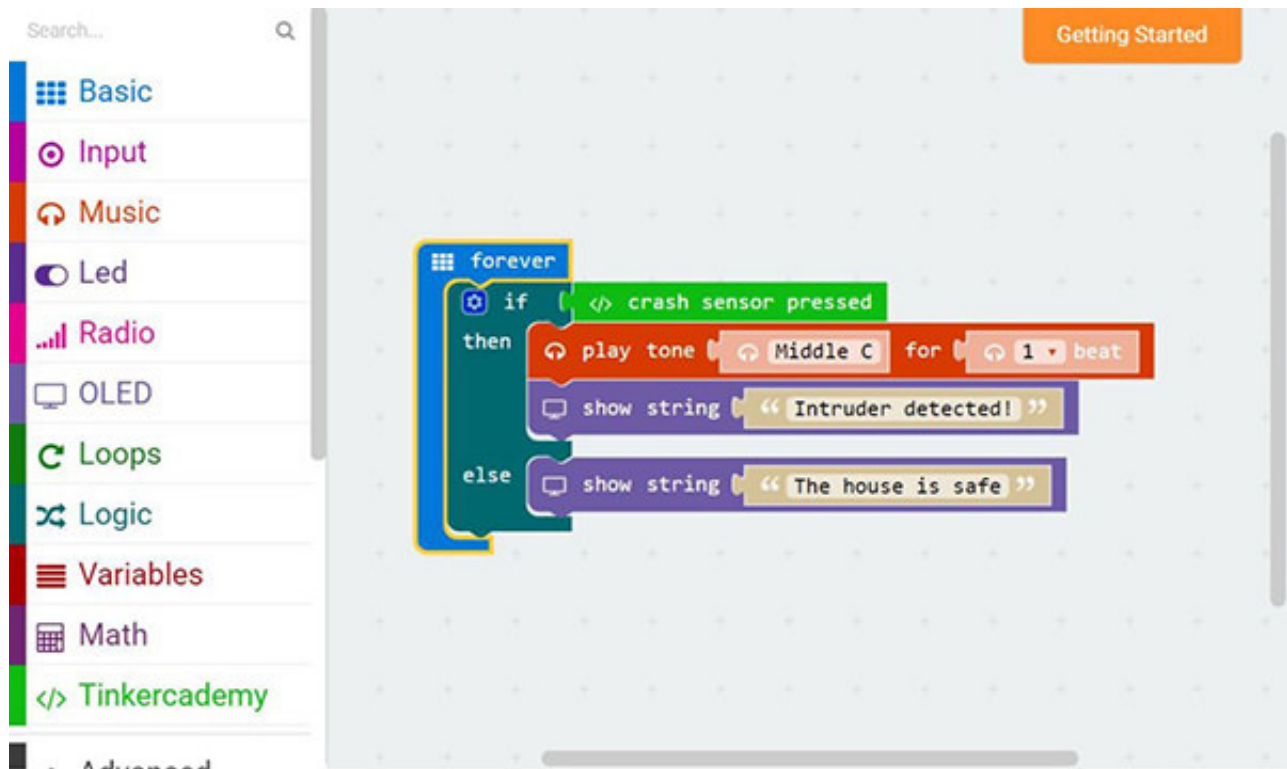 Search...
Getting Started
Basic
Input
Music
Led
Radio
OLED
Loops
Logic
Variables
Math
</> Tinkercademy
Advanced
forever
if </> crash sensor pressed
then play tone Middle C for 1 beat
show string “ Intruder detected! ”
else show string “ The house is safe ”